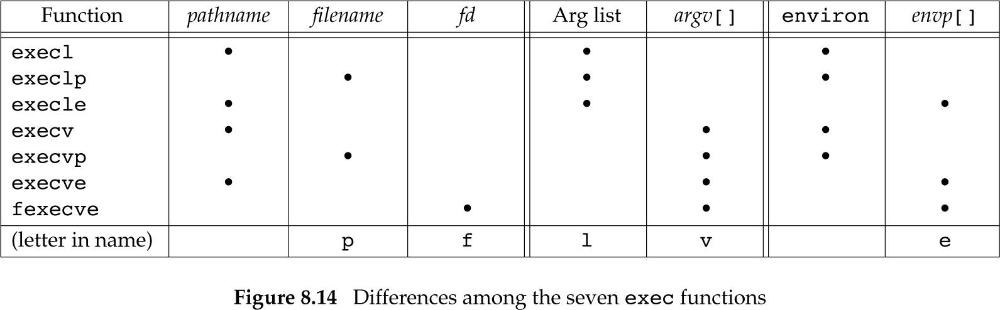 Function pathname filename fd Arg list argv[] environ envp[]
execl • • •
execlp • • •
execle • • •
execv • • •
execvp • • •
execve • • •
fexecve • • •
(letter in name) p f l v e
Figure 8.14 Differences among the seven exec functions